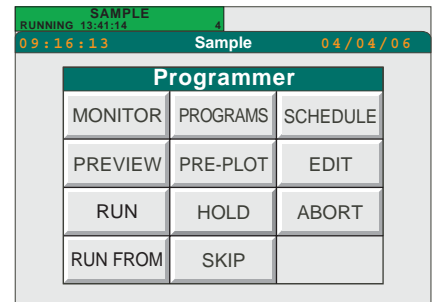 SAMPLE
RUNNING 13:41:14 4
09:16:13 Sample 04/04/06
Programmer
MONITOR PROGRAMS SCHEDULE
PREVIEW PRE-PLOT EDIT
RUN HOLD ABORT
RUN FROM SKIP